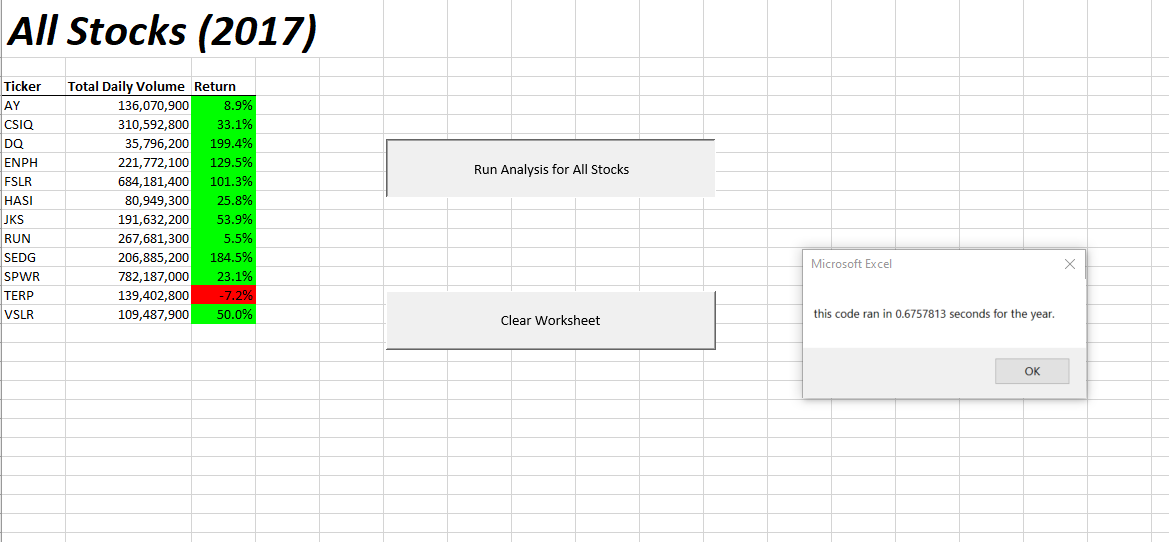 All Stocks (2017)
Ticker Total Daily Volume Return
AY 136,070,900 8.9%
CSIQ 310,592,800 33.1%
DQ 35,796,200 199.4%
ENPH 221,772,100 129.5%
FSLR 684,181,400 101.3%
HASI 80,949,300 25.8%
JKS 191,632,200 53.9%
RUN 267,681,300 5.5%
SEDG 206,885,200 184.5%
SPWR 782,187,000 23.1%
TERP 139,402,800 -7.2%
VSLR 109,487,900 50.0%
Run Analysis for All Stocks
Clear Worksheet
Microsoft Excel
this code ran in 0.6757813 seconds for the year.
OK